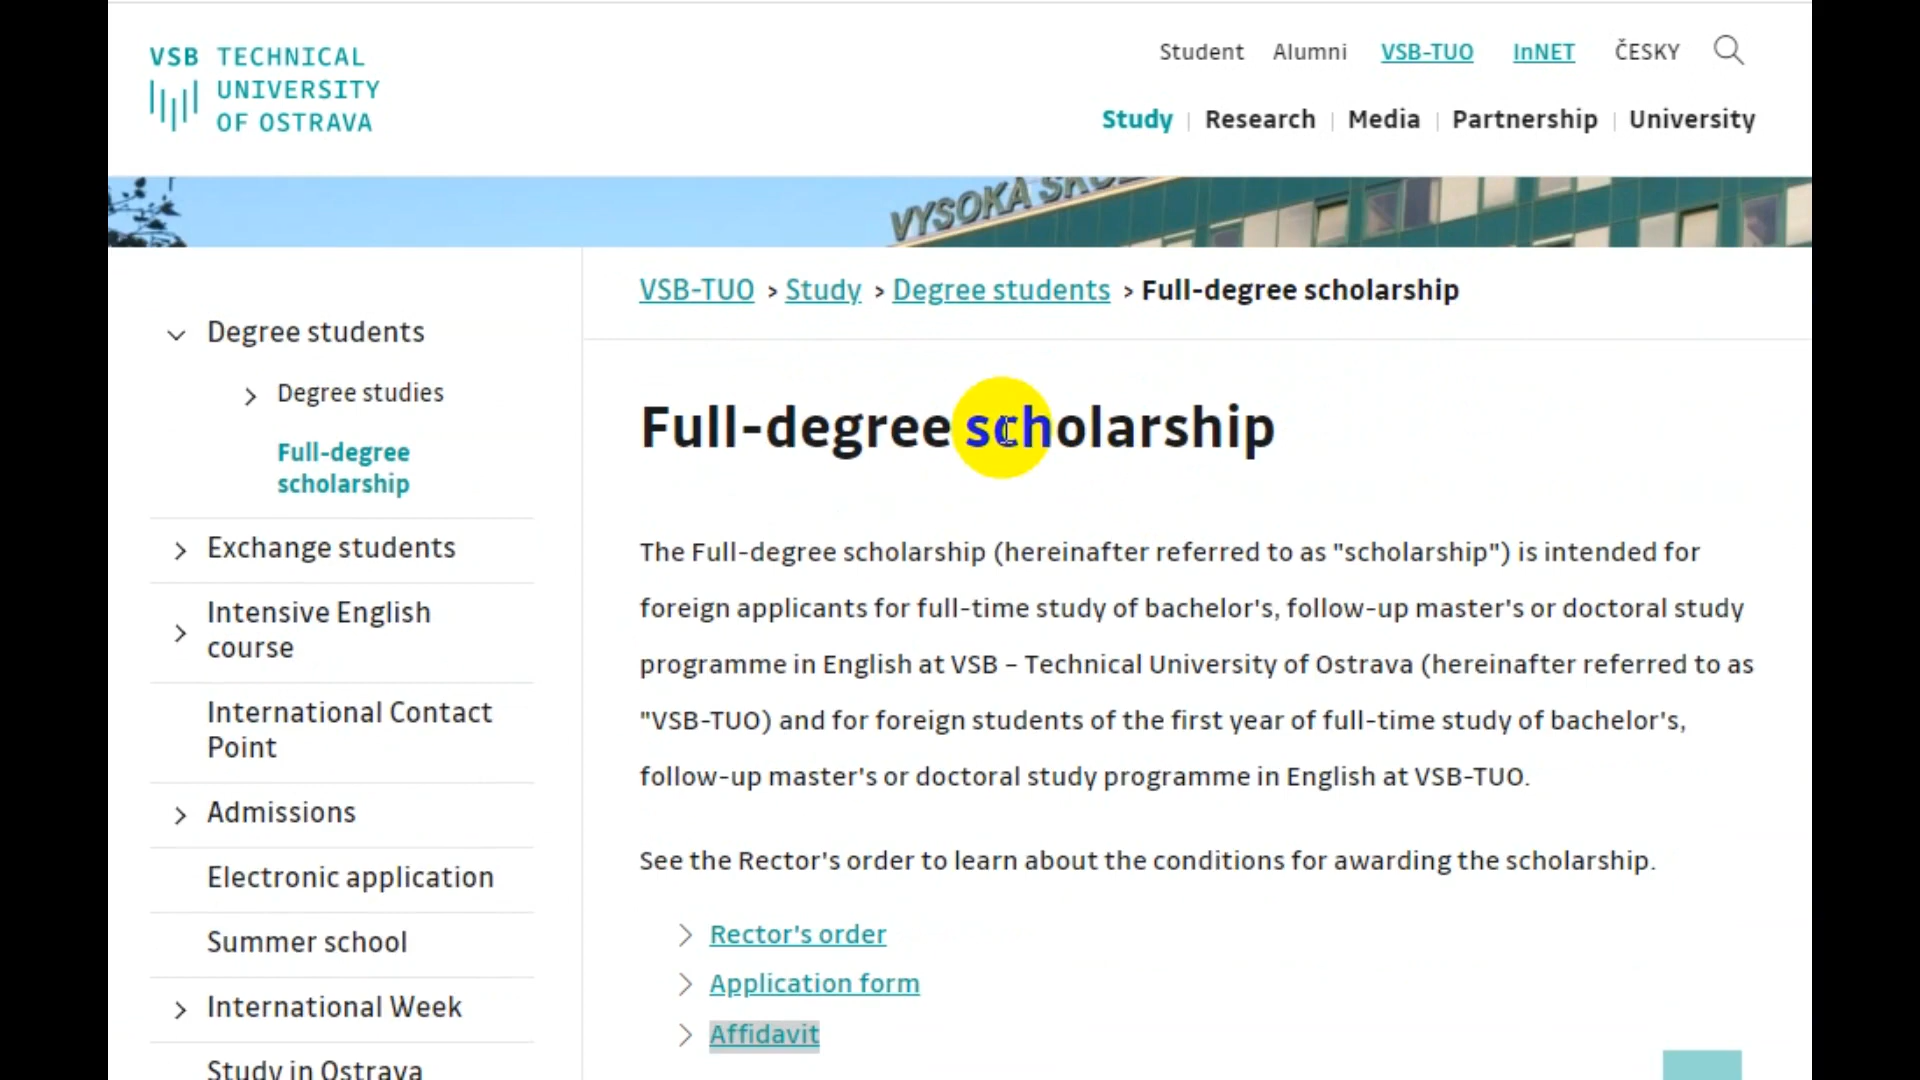 VSB TECHNICAL
UNIVERSITY
OF OSTRAVA
Student Alumni VSB-TUO InNET ČESKY
Study | Research | Media | Partnership | University
VYSOKÁ
VSB-TUO > Study > Degree students > Full-degree scholarship
Degree students
Degree studies
Full-degree
scholarship
Exchange students
Intensive English
course
International Contact
Point
Admissions
Electronic application
Summer school
International Week
Study in Ostrava
Full-degree scholarship
The Full-degree scholarship (hereinafter referred to as "scholarship") is intended for
foreign applicants for full-time study of bachelor's, follow-up master's or doctoral study
programme in English at VSB – Technical University of Ostrava (hereinafter referred to as
"VSB-TUO) and for foreign students of the first year of full-time study of bachelor's,
follow-up master's or doctoral study programme in English at VSB-TUO.
See the Rector's order to learn about the conditions for awarding the scholarship.
Rector's order
Application form
Affidavit